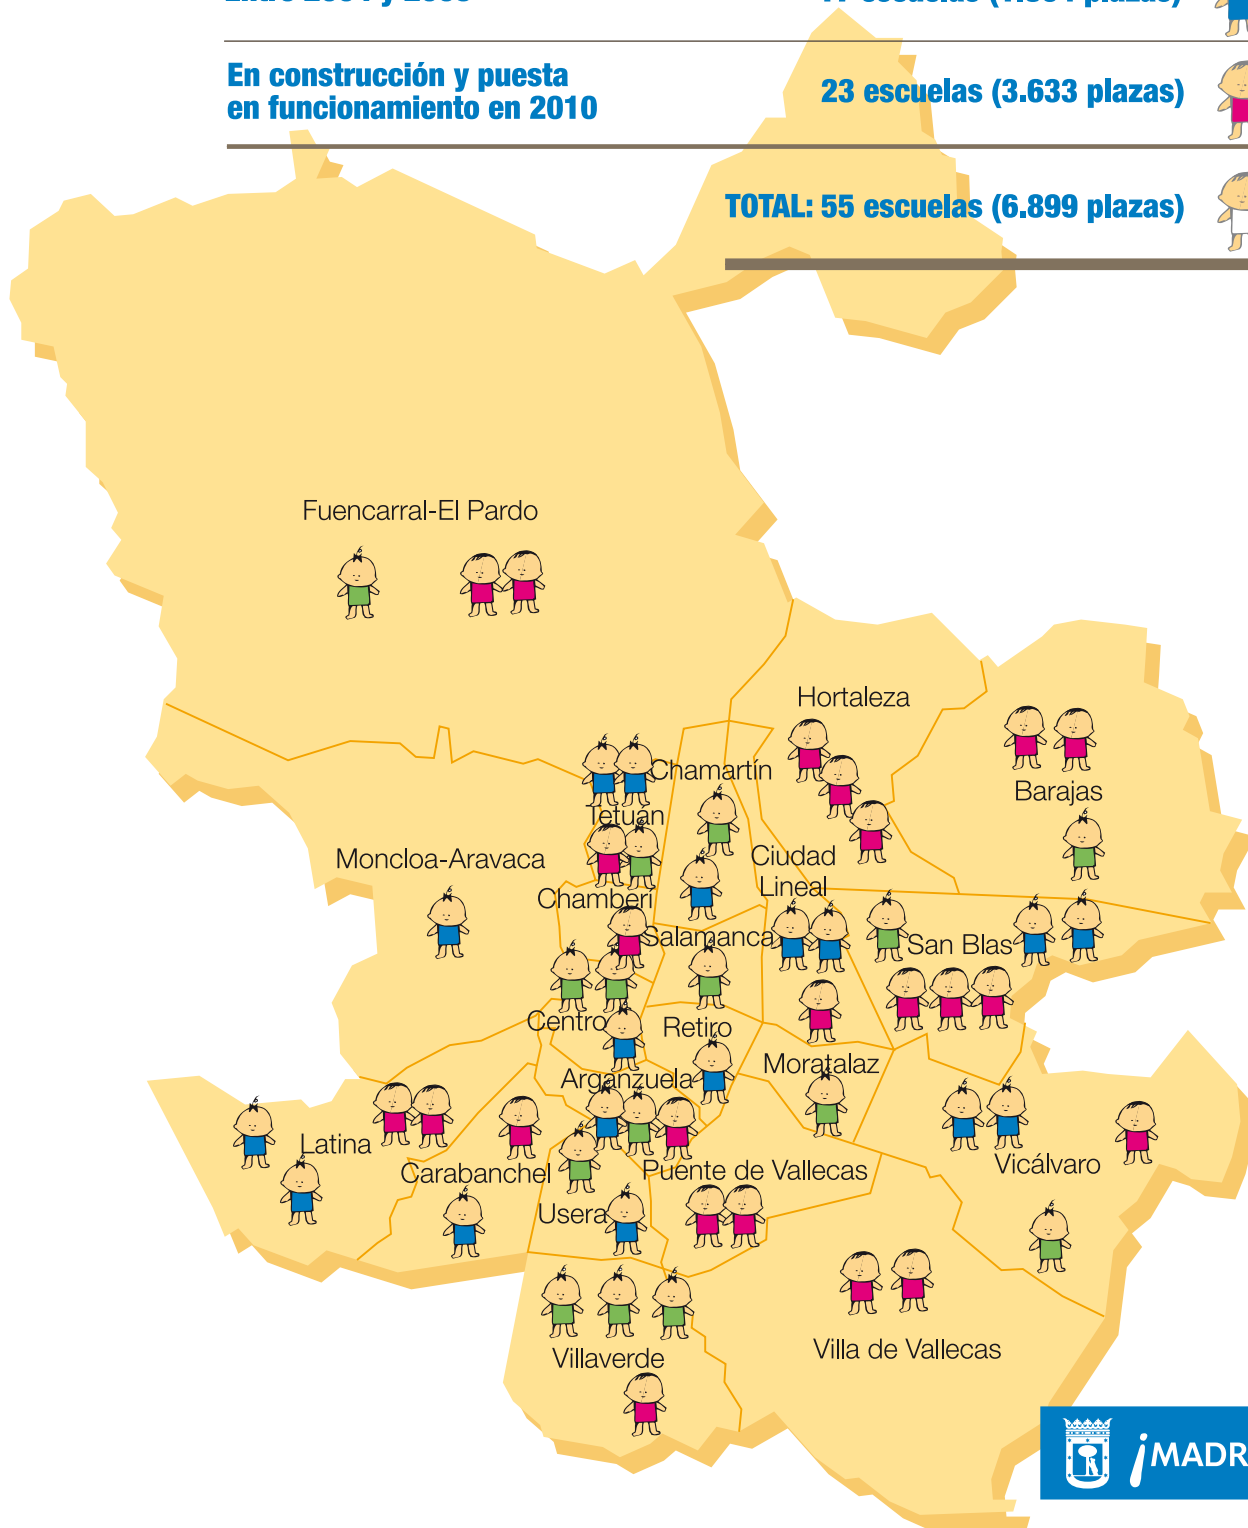 En construcción y puesta
en funcionamiento en 2010
23 escuelas (3.633 plazas)
TOTAL: 55 escuelas (6.899 plazas)
Fuencarral-El Pardo
Hortaleza
Chamartín
Barajas
Tetuán
Moncloa-Aravaca
Ciudad
Lineal
Chamberí
Salamanca
San Blas
Centro
Retiro
Moratalaz
Arganzuela
Latina
Carabanchel
Puente de Vallecas
Vicálvaro
Usera
Villaverde
Villa de Vallecas
¡MADR